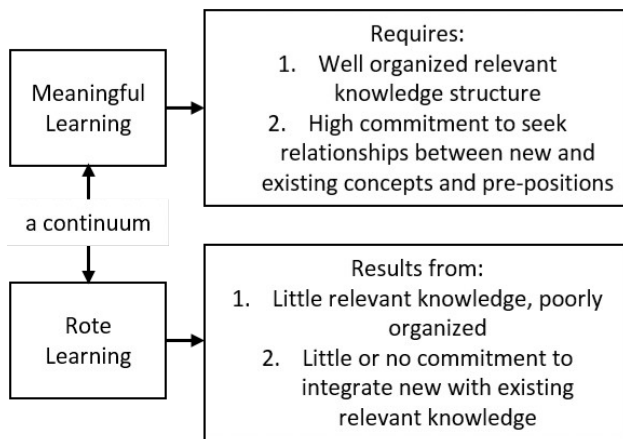 Meaningful
Learning
Requires:
1. Well organized relevant
knowledge structure
2. High commitment to seek
relationships between new and
existing concepts and pre-positions
a continuum
Rote
Learning
Results from:
1. Little relevant knowledge, poorly
organized
2. Little or no commitment to
integrate new with existing
relevant knowledge